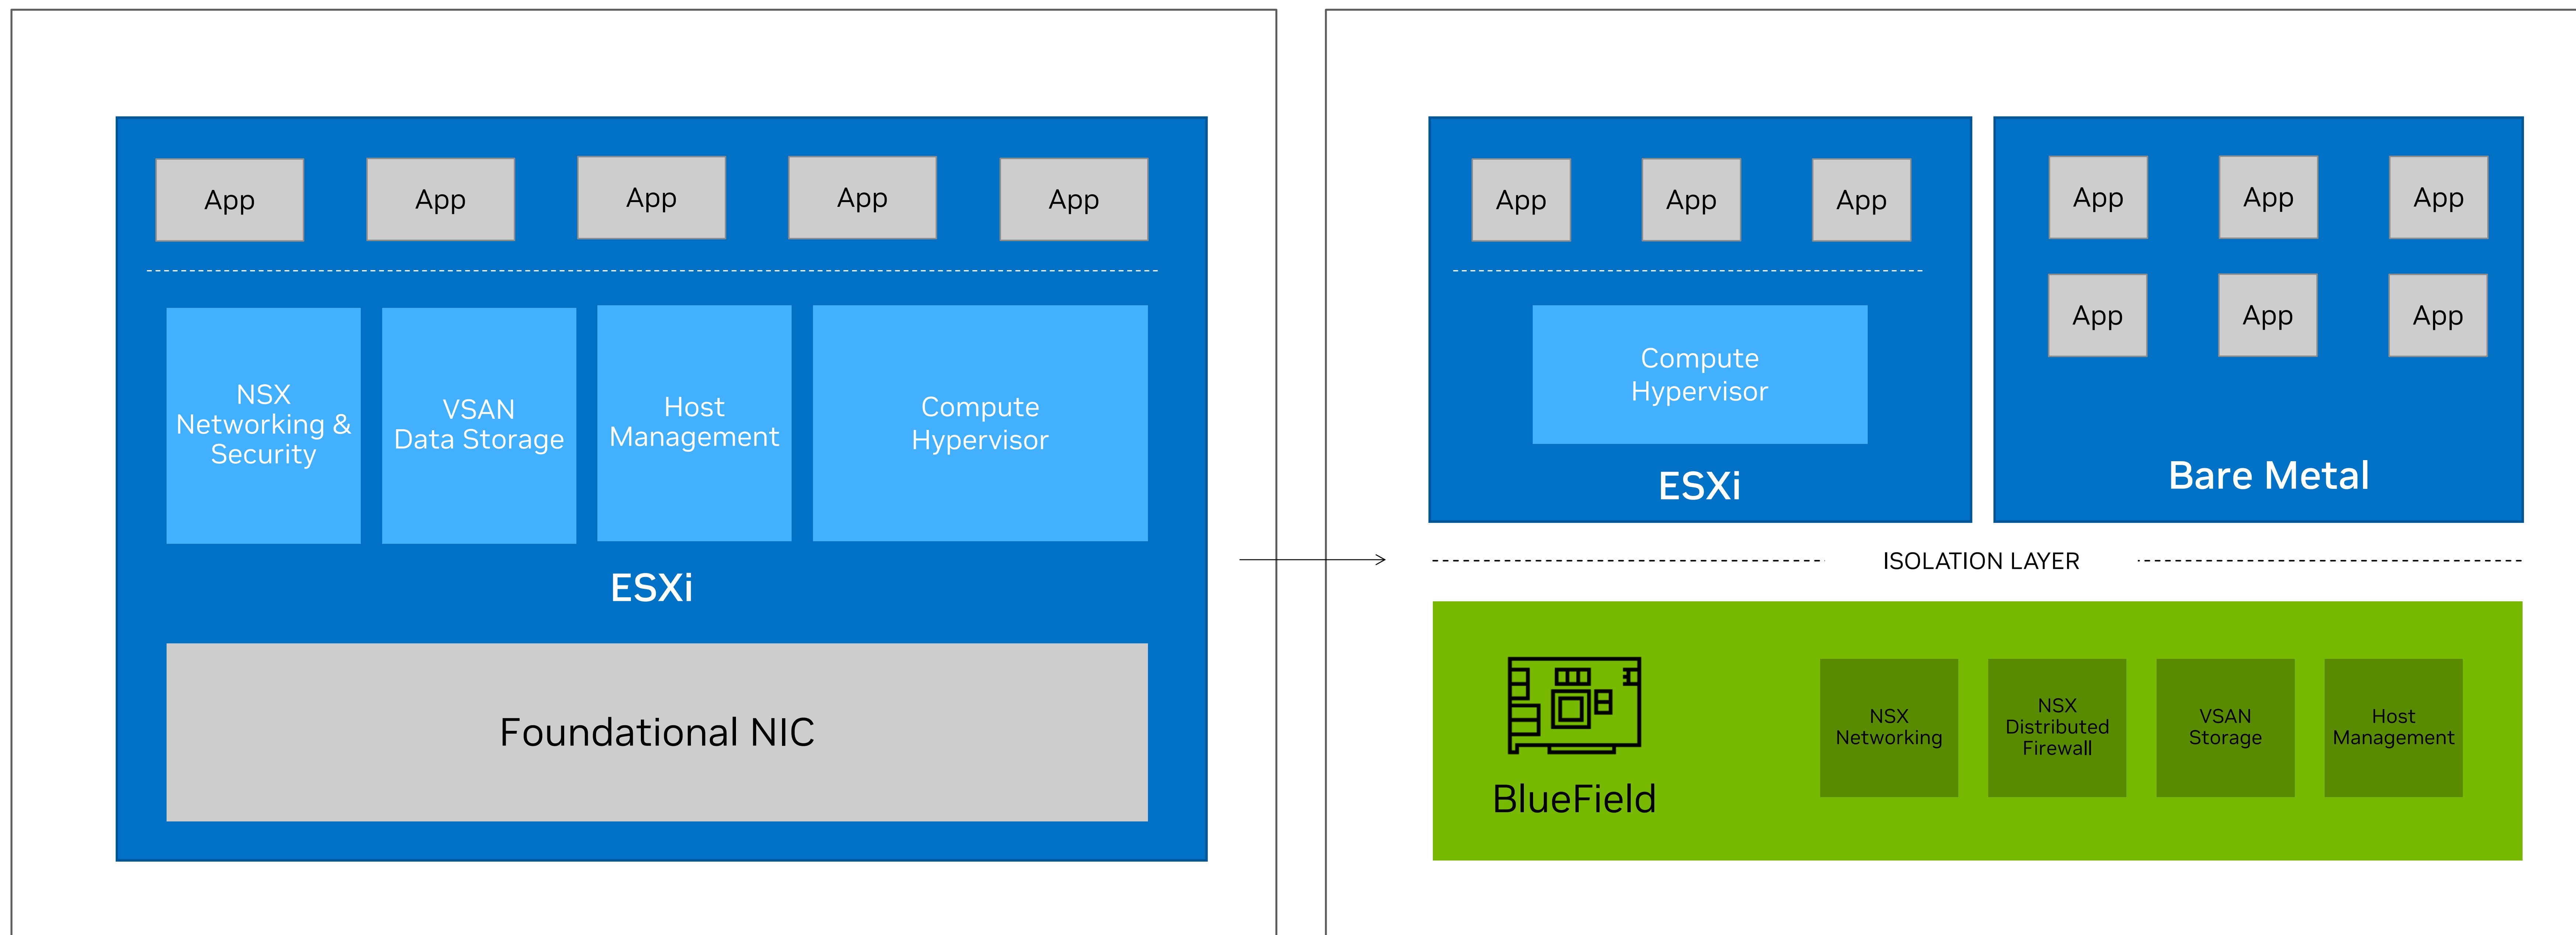 App
App
App
App
App
NSX
Networking &
Security
VSAN
Data Storage
Host
Management
Compute
Hypervisor
ESXi
Foundational NIC
App
App
App
Compute
Hypervisor
ESXi
App
App
App
App
App
App
Bare Metal
ISOLATION LAYER
BlueField
NSX
Networking
NSX
Distributed
Firewall
VSAN
Storage
Host
Management